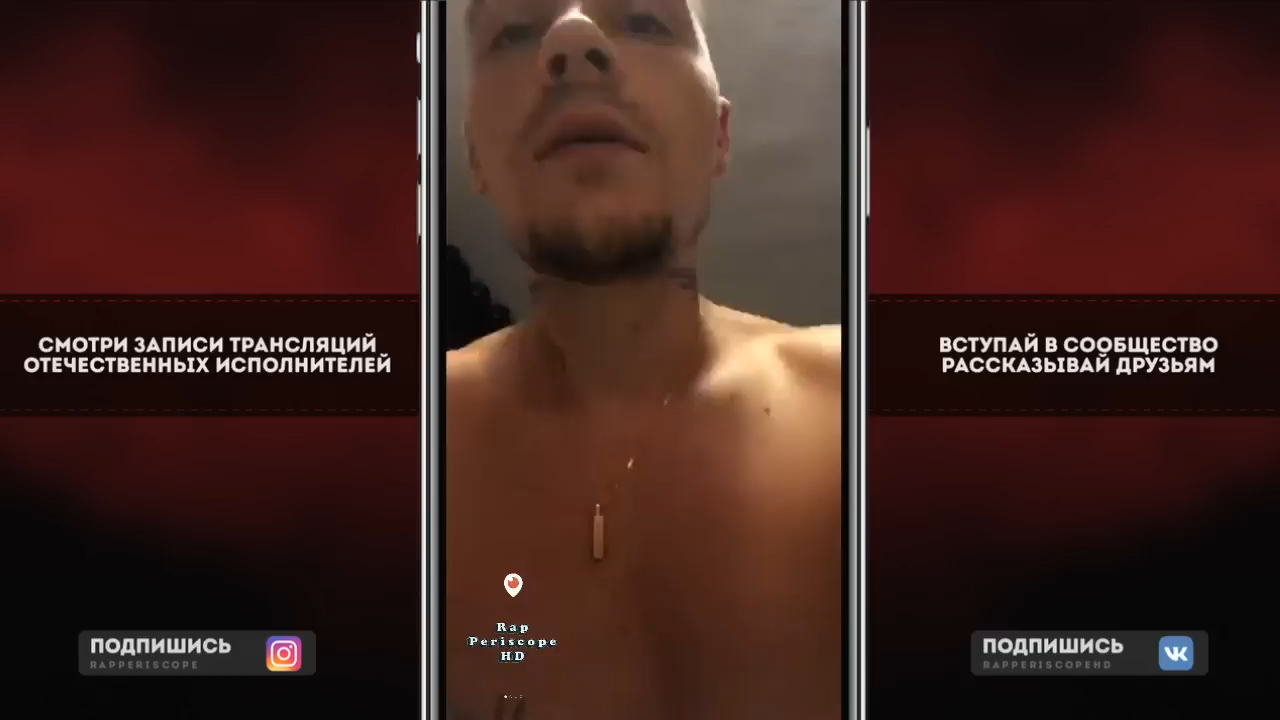 СМОТРИ ЗАПИСИ ТРАНСЛЯЦИЙ
ОТЕЧЕСТВЕННЫХ ИСПОЛНИТЕЛЕЙ
ВСТУПАЙ В СООБЩЕСТВО
РАССКАЗЫВАЙ ДРУЗЬЯМ
Rap
Periscope
HD
ПОДПИШИСЬ
RAPPERISCOPE
ПОДПИШИСЬ
RAPPERISCOPEHD